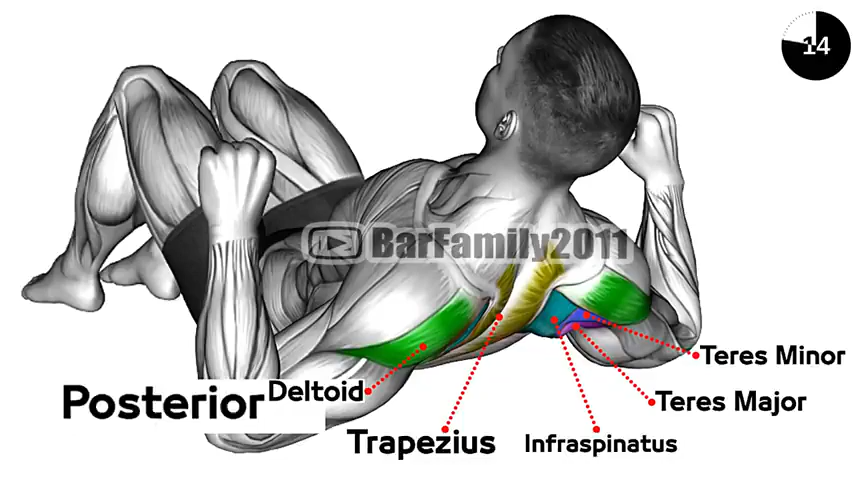 14
BarFamily2011
Teres Minor
Posterior Deltoid
Teres Major
Trapezius
Infraspinatus